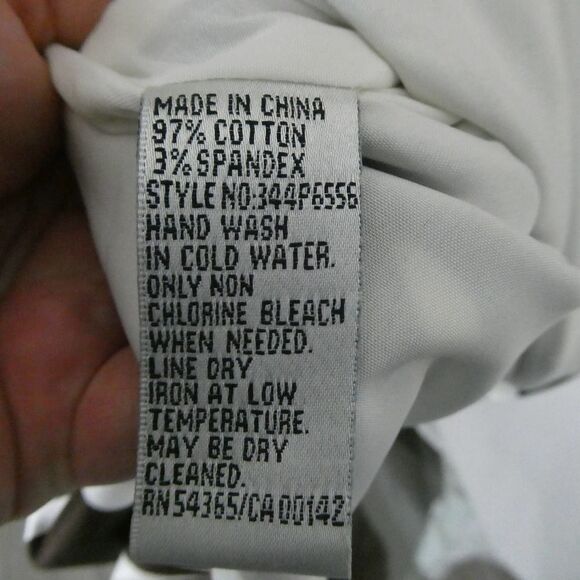 MADE IN CHINA
97% COTTON
3% SPANDEX
STYLE NO:344P6556
HAND WASH
IN COLD WATER.
ONLY NON
CHLORINE BLEACH
WHEN NEEDED.
LINE DRY
IRON AT LOW
TEMPERATURE.
MAY BE DRY
CLEANED.
RN 54365/CA 00142